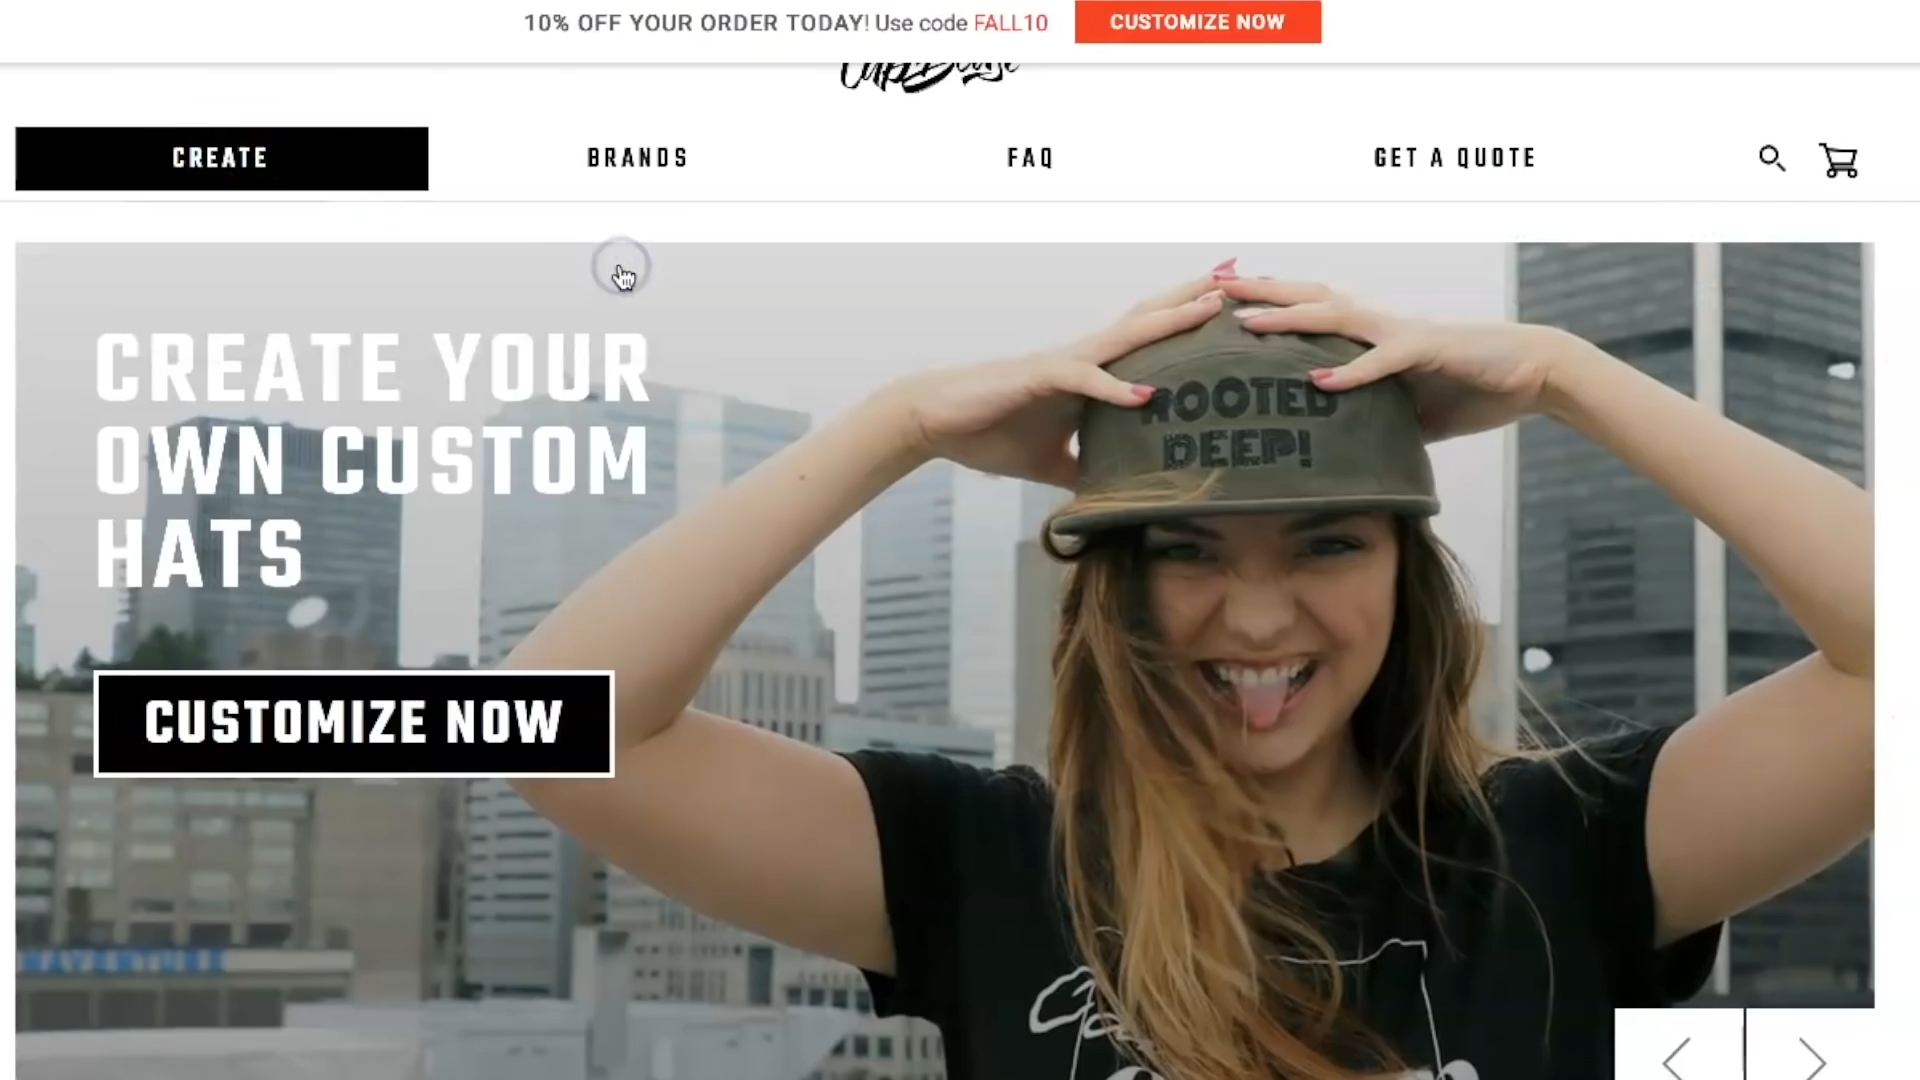 10% OFF YOUR ORDER TODAY! Use code FALL10
CUSTOMIZE NOW
CREATE
BRANDS
FAQ
GET A QUOTE
CREATE YOUR
OWN CUSTOM
HATS
CUSTOMIZE NOW
ROOTED
DEEP!